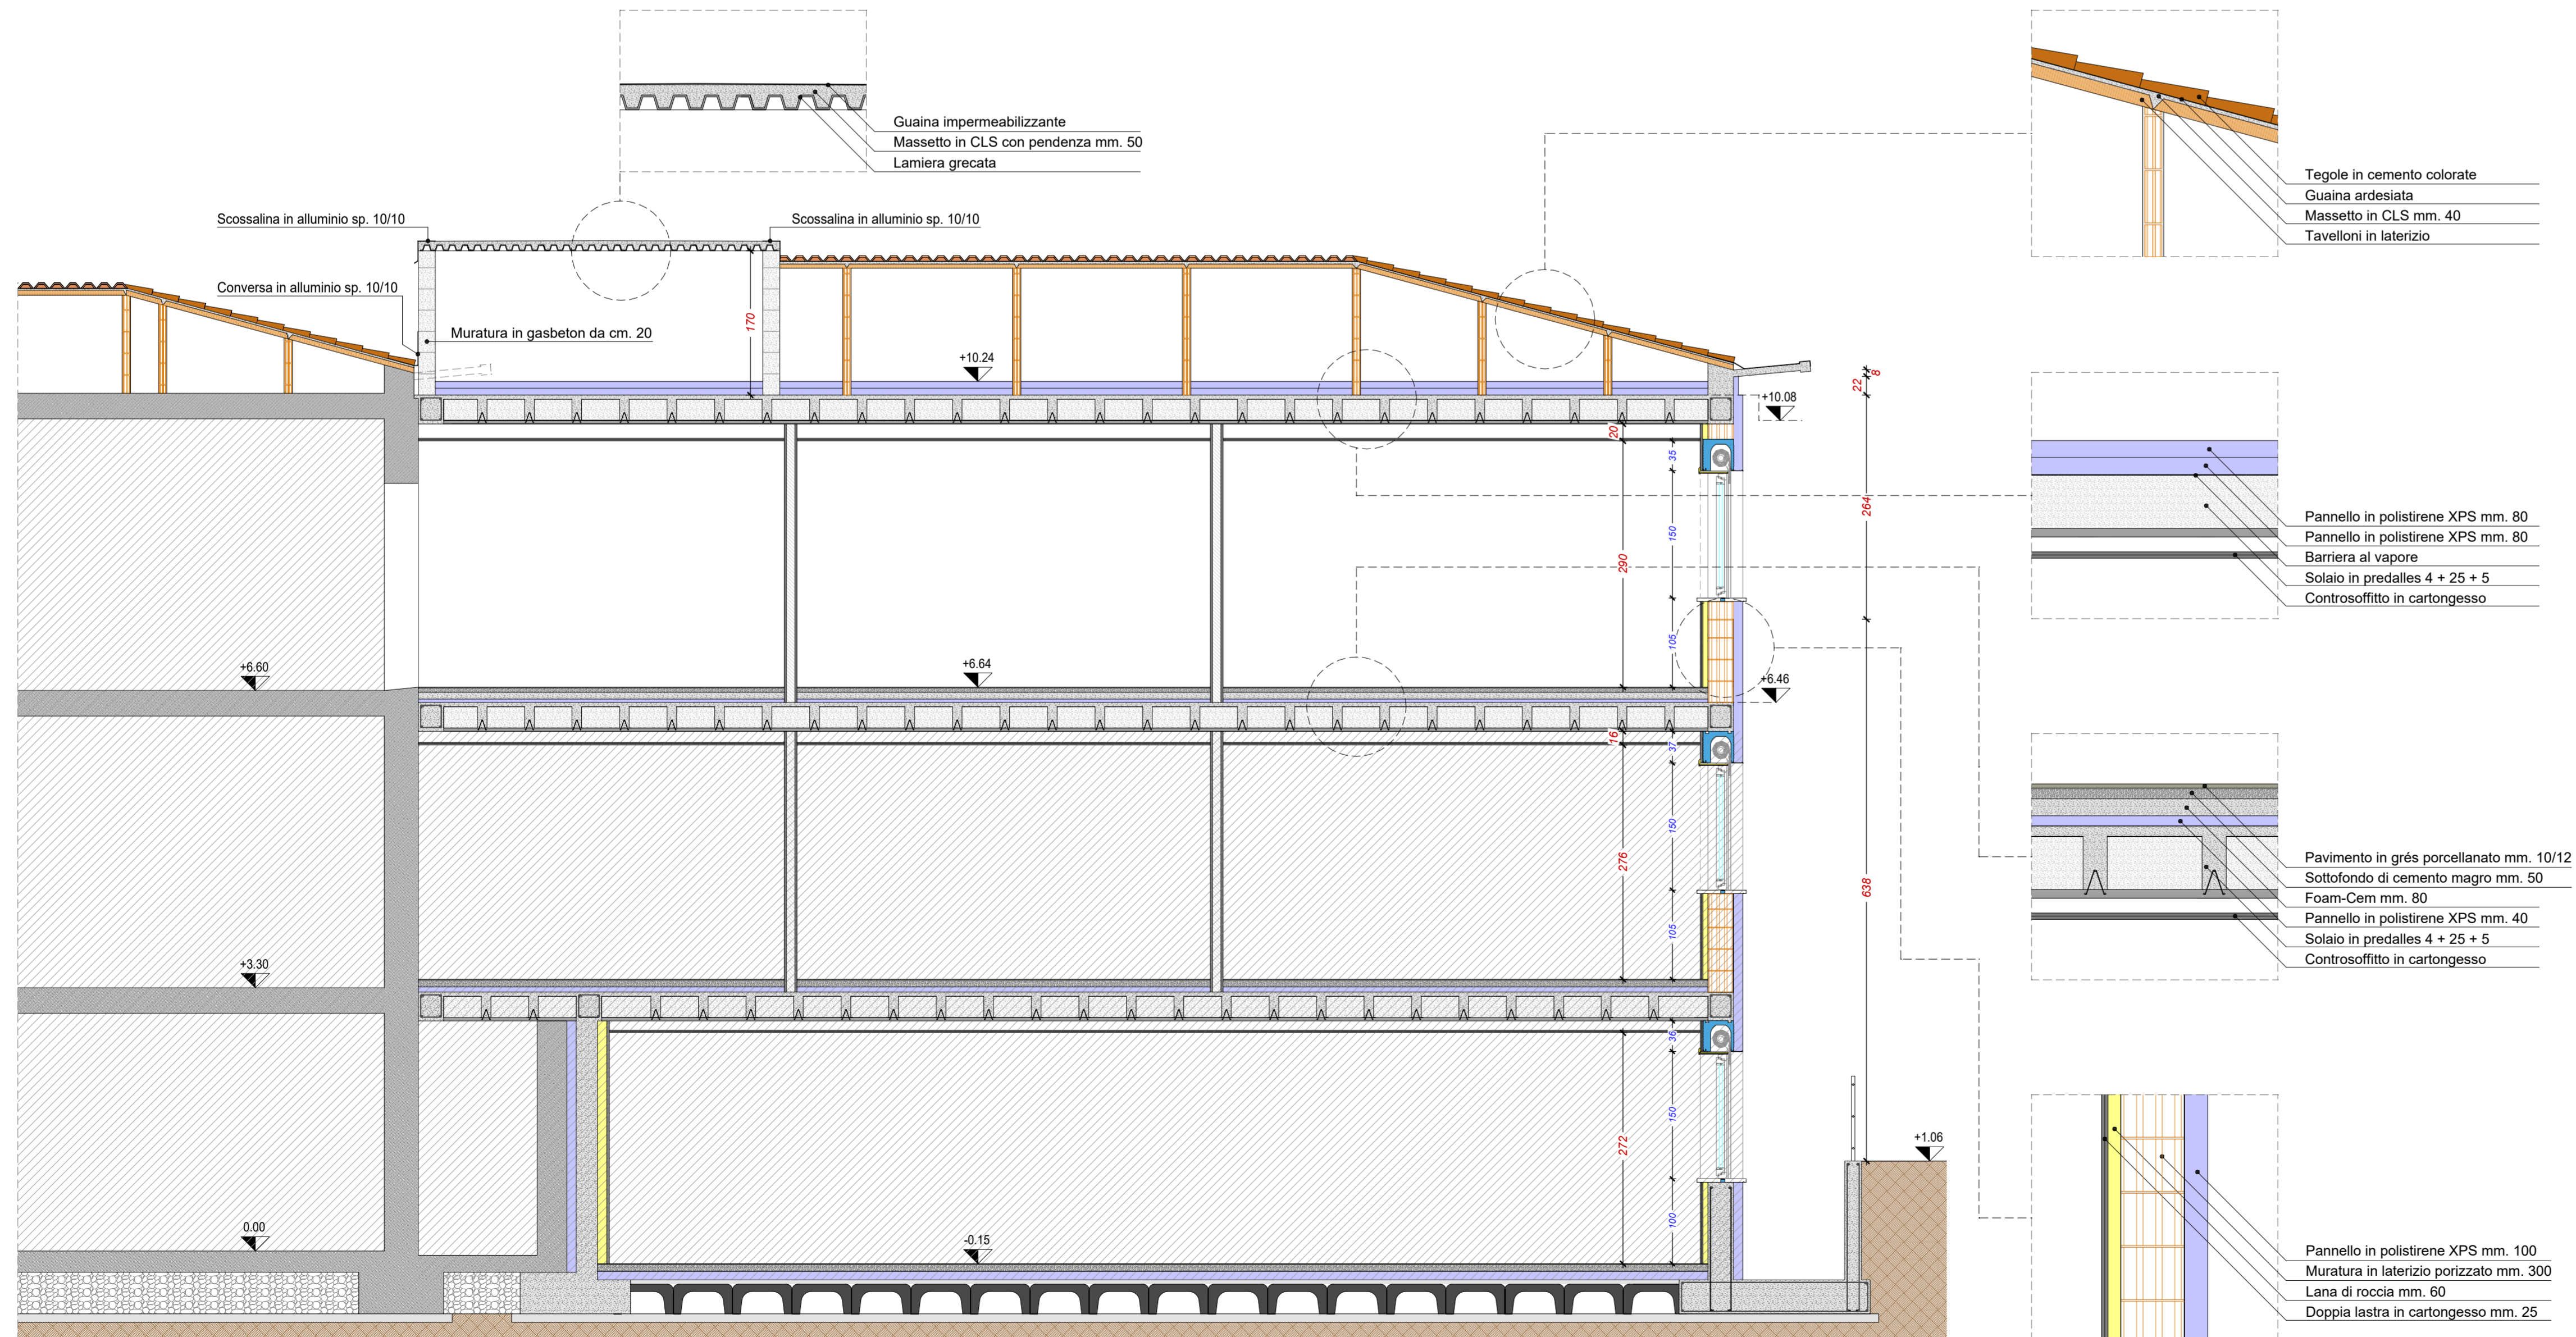 Guaina impermeabilizzante
Massetto in CLS con pendenza mm. 50
Lamiera grecata
Tegole in cemento colorate
Guaina ardesiata
Massetto in CLS mm. 40
Tavelloni in laterizio
Scossalina in alluminio sp. 10/10
Scossalina in alluminio sp. 10/10
Conversa in alluminio sp. 10/10
Muratura in gasbeton da cm. 20
170
+10.24
22
8
+10.08
20
35
264
150
290
105
Pannello in polistirene XPS mm. 80
Pannello in polistirene XPS mm. 80
Barriera al vapore
Solaio in predalles 4 + 25 + 5
Controsoffitto in cartongesso
+6.60
+6.64
+6.46
16
37
150
276
105
638
Pavimento in grés porcellanato mm. 10/12
Sottofondo di cemento magro mm. 50
Foam-Cem mm. 80
Pannello in polistirene XPS mm. 40
Solaio in predalles 4 + 25 + 5
Controsoffitto in cartongesso
+3.30
36
150
272
100
+1.06
0.00
-0.15
Pannello in polistirene XPS mm. 100
Muratura in laterizio porizzato mm. 300
Lana di roccia mm. 60
Doppia lastra in cartongesso mm. 25